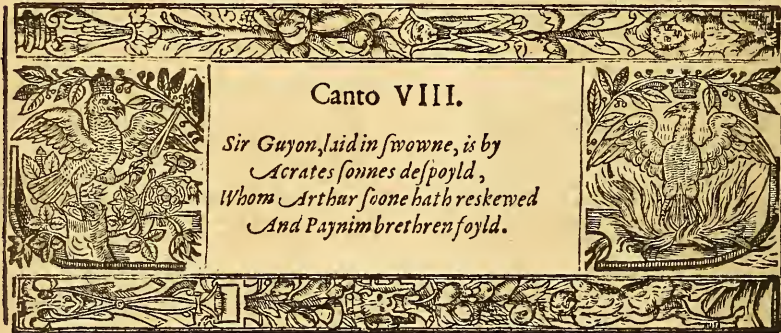 Canto VIII.
Sir Guyon, laid in ſwowne, is by
Acrates ſonnes deſpoyld,
Whom Arthur ſoone hath reskewed
And Paynim brethren foyld.